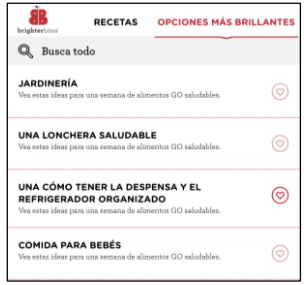 brighterbites
RECETAS OPCIONES MÁS BRILLANTES
Busca todo
JARDINERÍA
Vea estas ideas para una semana de alimentos GO saludables.
UNA LONCHERA SALUDABLE
Vea estas ideas para una semana de alimentos GO saludables.
UNA CÓMO TENER LA DESPENSA Y EL
REFRIGERADOR ORGANIZADO
Vea estas ideas para una semana de alimentos GO saludables.
COMIDA PARA BEBÉS
Vea estas ideas para una semana de alimentos GO saludables.